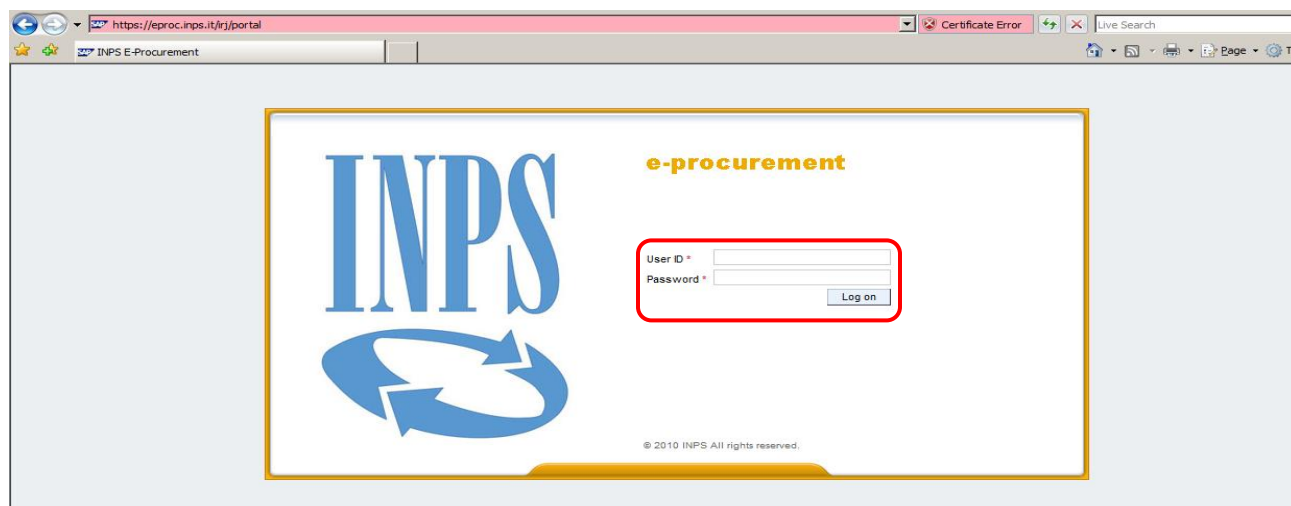 https://eproc.inps.it/irj/portal
Certificate Error
Live Search
INPS E-Procurement
Page
INPS
e-procurement
User ID *
Password *
Log on
© 2010 INPS All rights reserved.